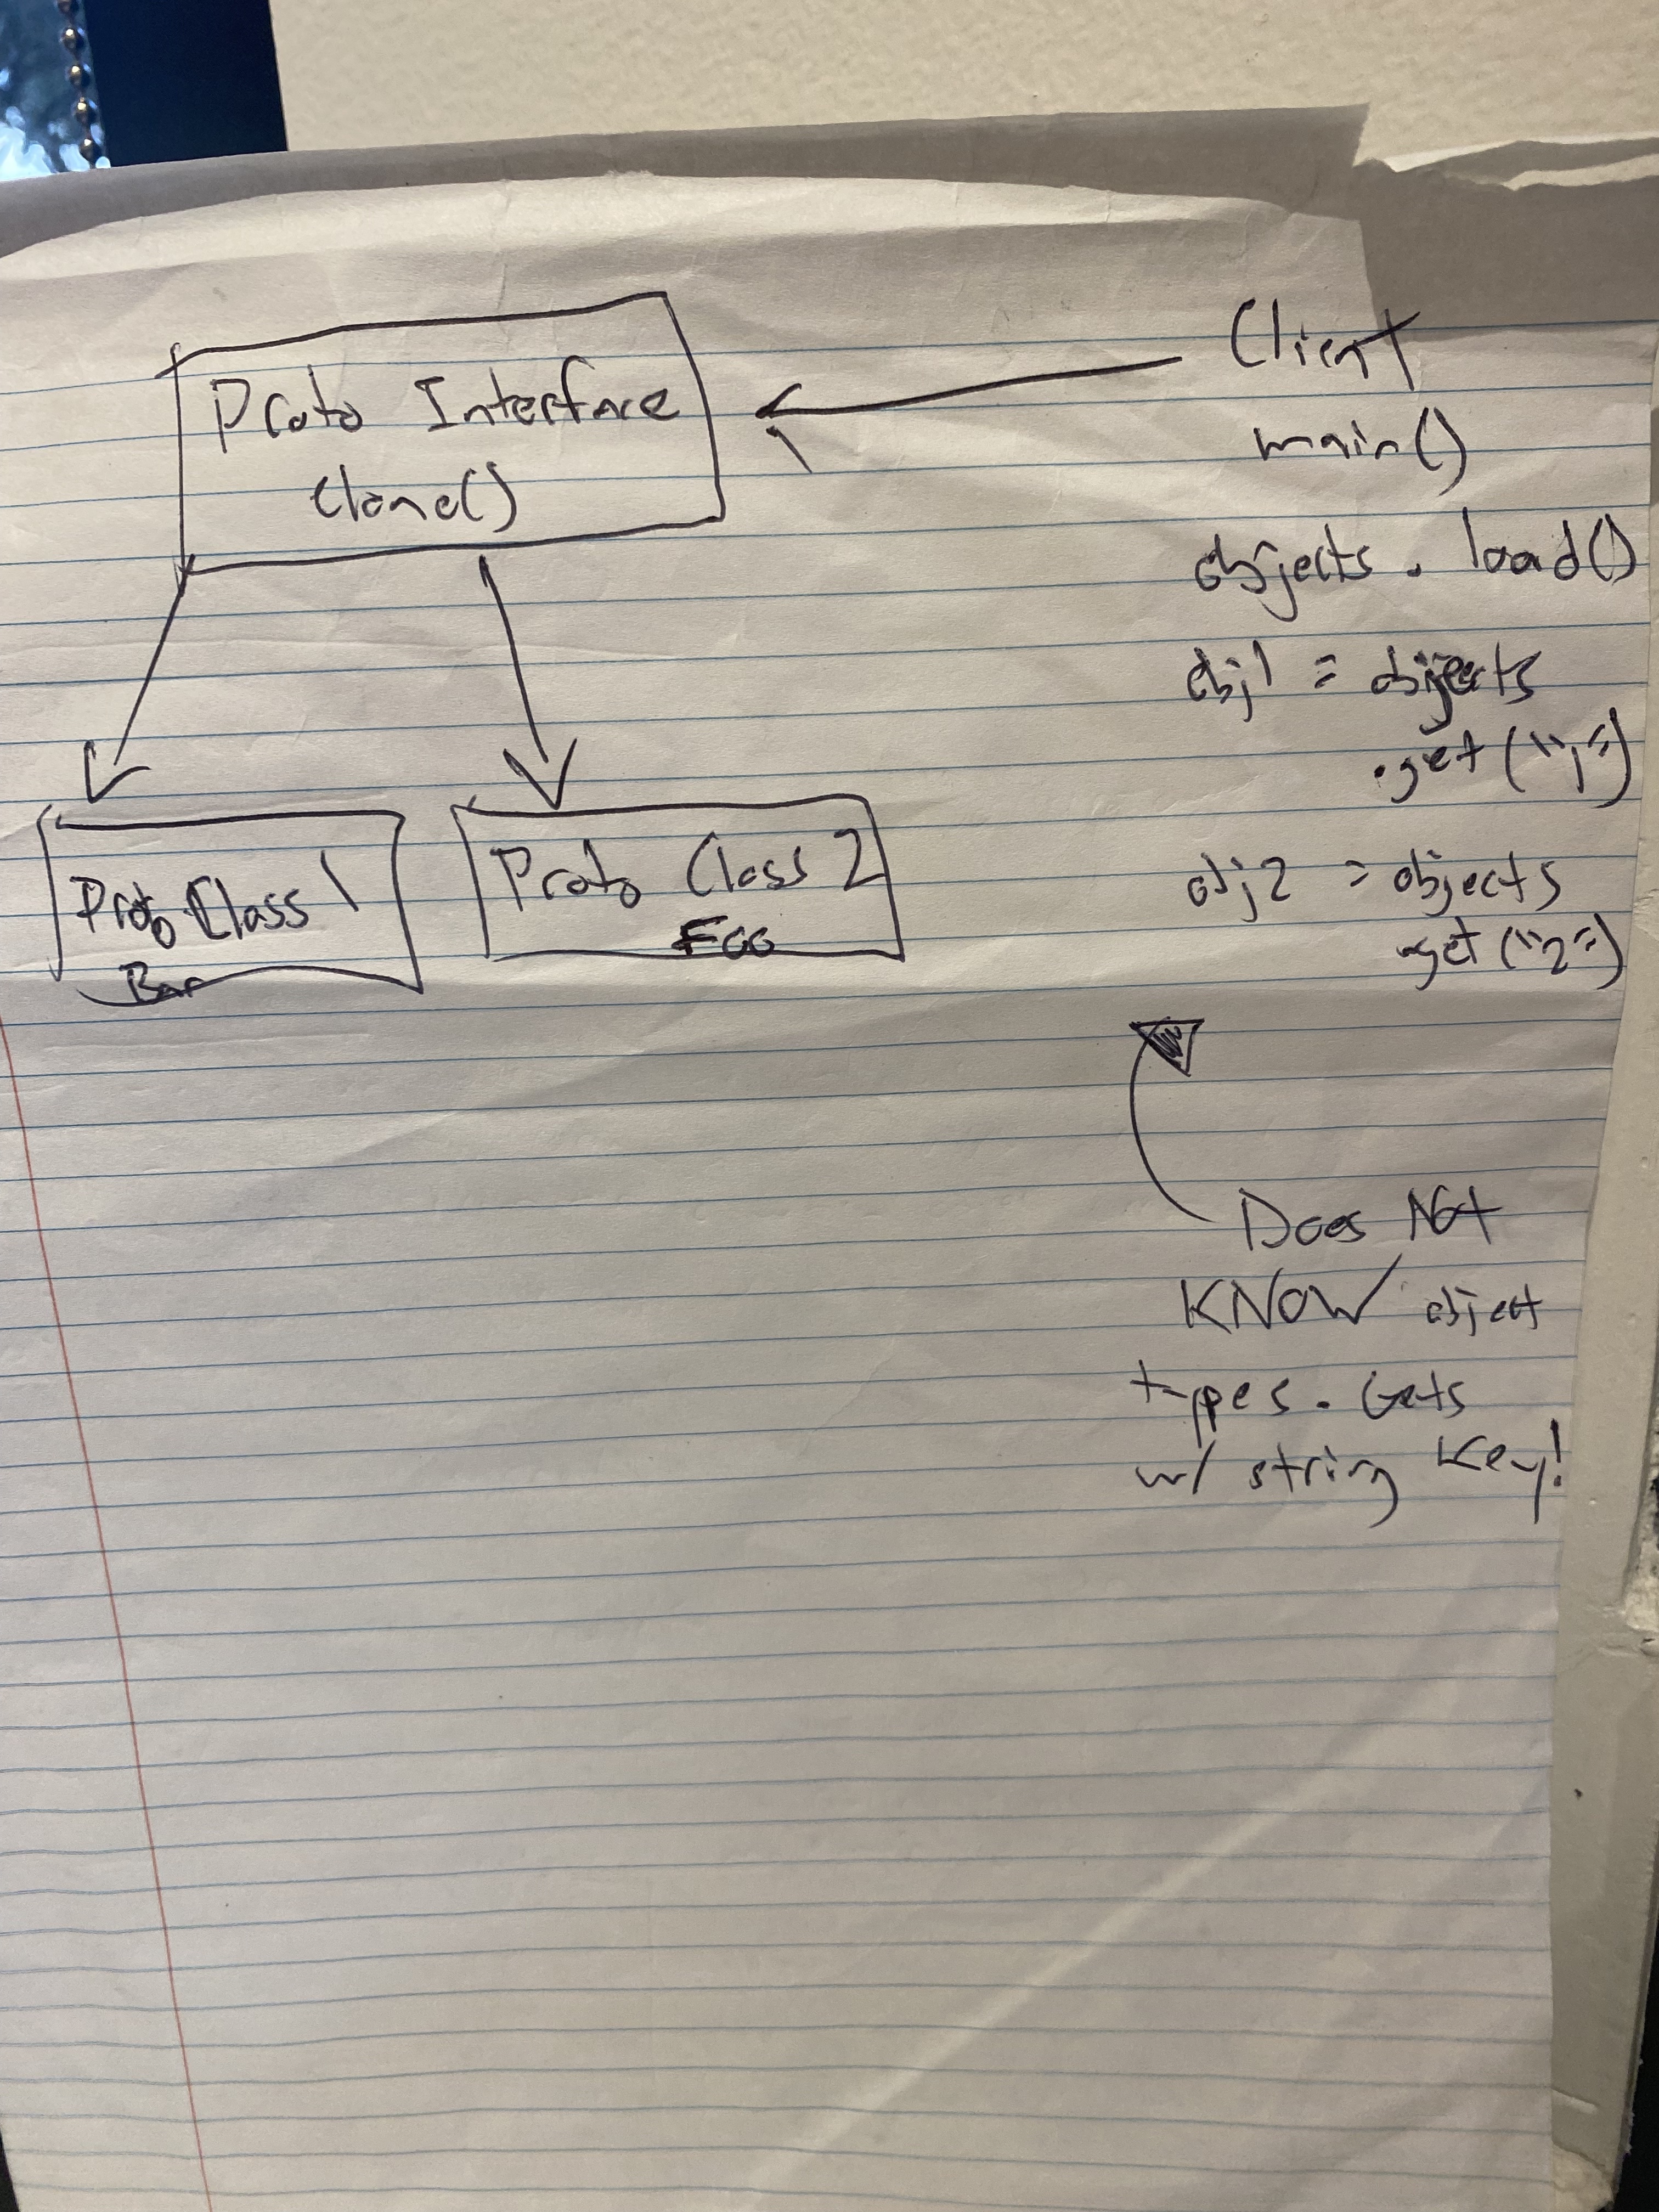 Proto Interface
Clone()
Proto Class 1
Bar
Proto Class 2
Foo
Client
main()
objects. load()
obj1 = objects
.get ("1")
obj2 = objects
.get ("2")
Does Not
KNOW object
types. Gets
w/ string Key!